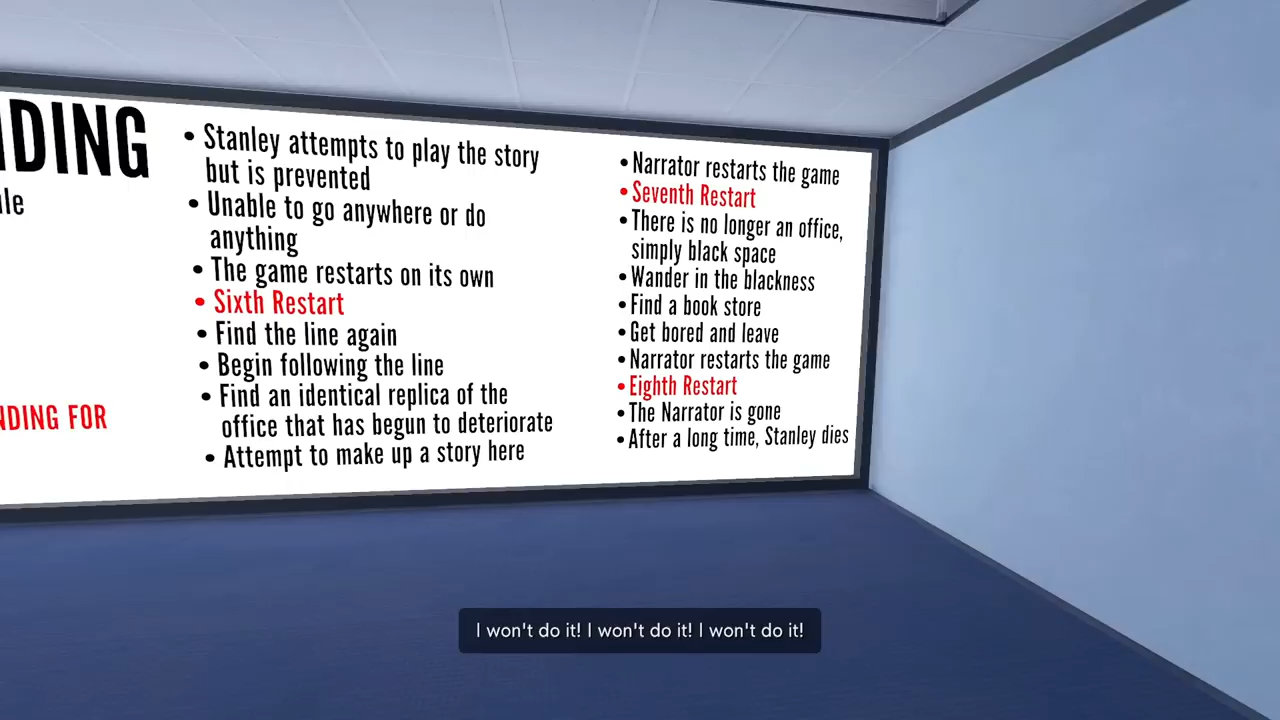 NDING
• Stanley attempts to play the story
but is prevented
• Unable to go anywhere or do
anything
• The game restarts on its own
• Sixth Restart
• Find the line again
• Begin following the line
• Find an identical replica of the
office that has begun to deteriorate
• Attempt to make up a story here
• Narrator restarts the game
• Seventh Restart
• There is no longer an office,
simply black space
• Wander in the blackness
• Find a book store
• Get bored and leave
• Narrator restarts the game
• Eighth Restart
• The Narrator is gone
• After a long time, Stanley dies
NDING FOR
I won't do it! I won't do it! I won't do it!